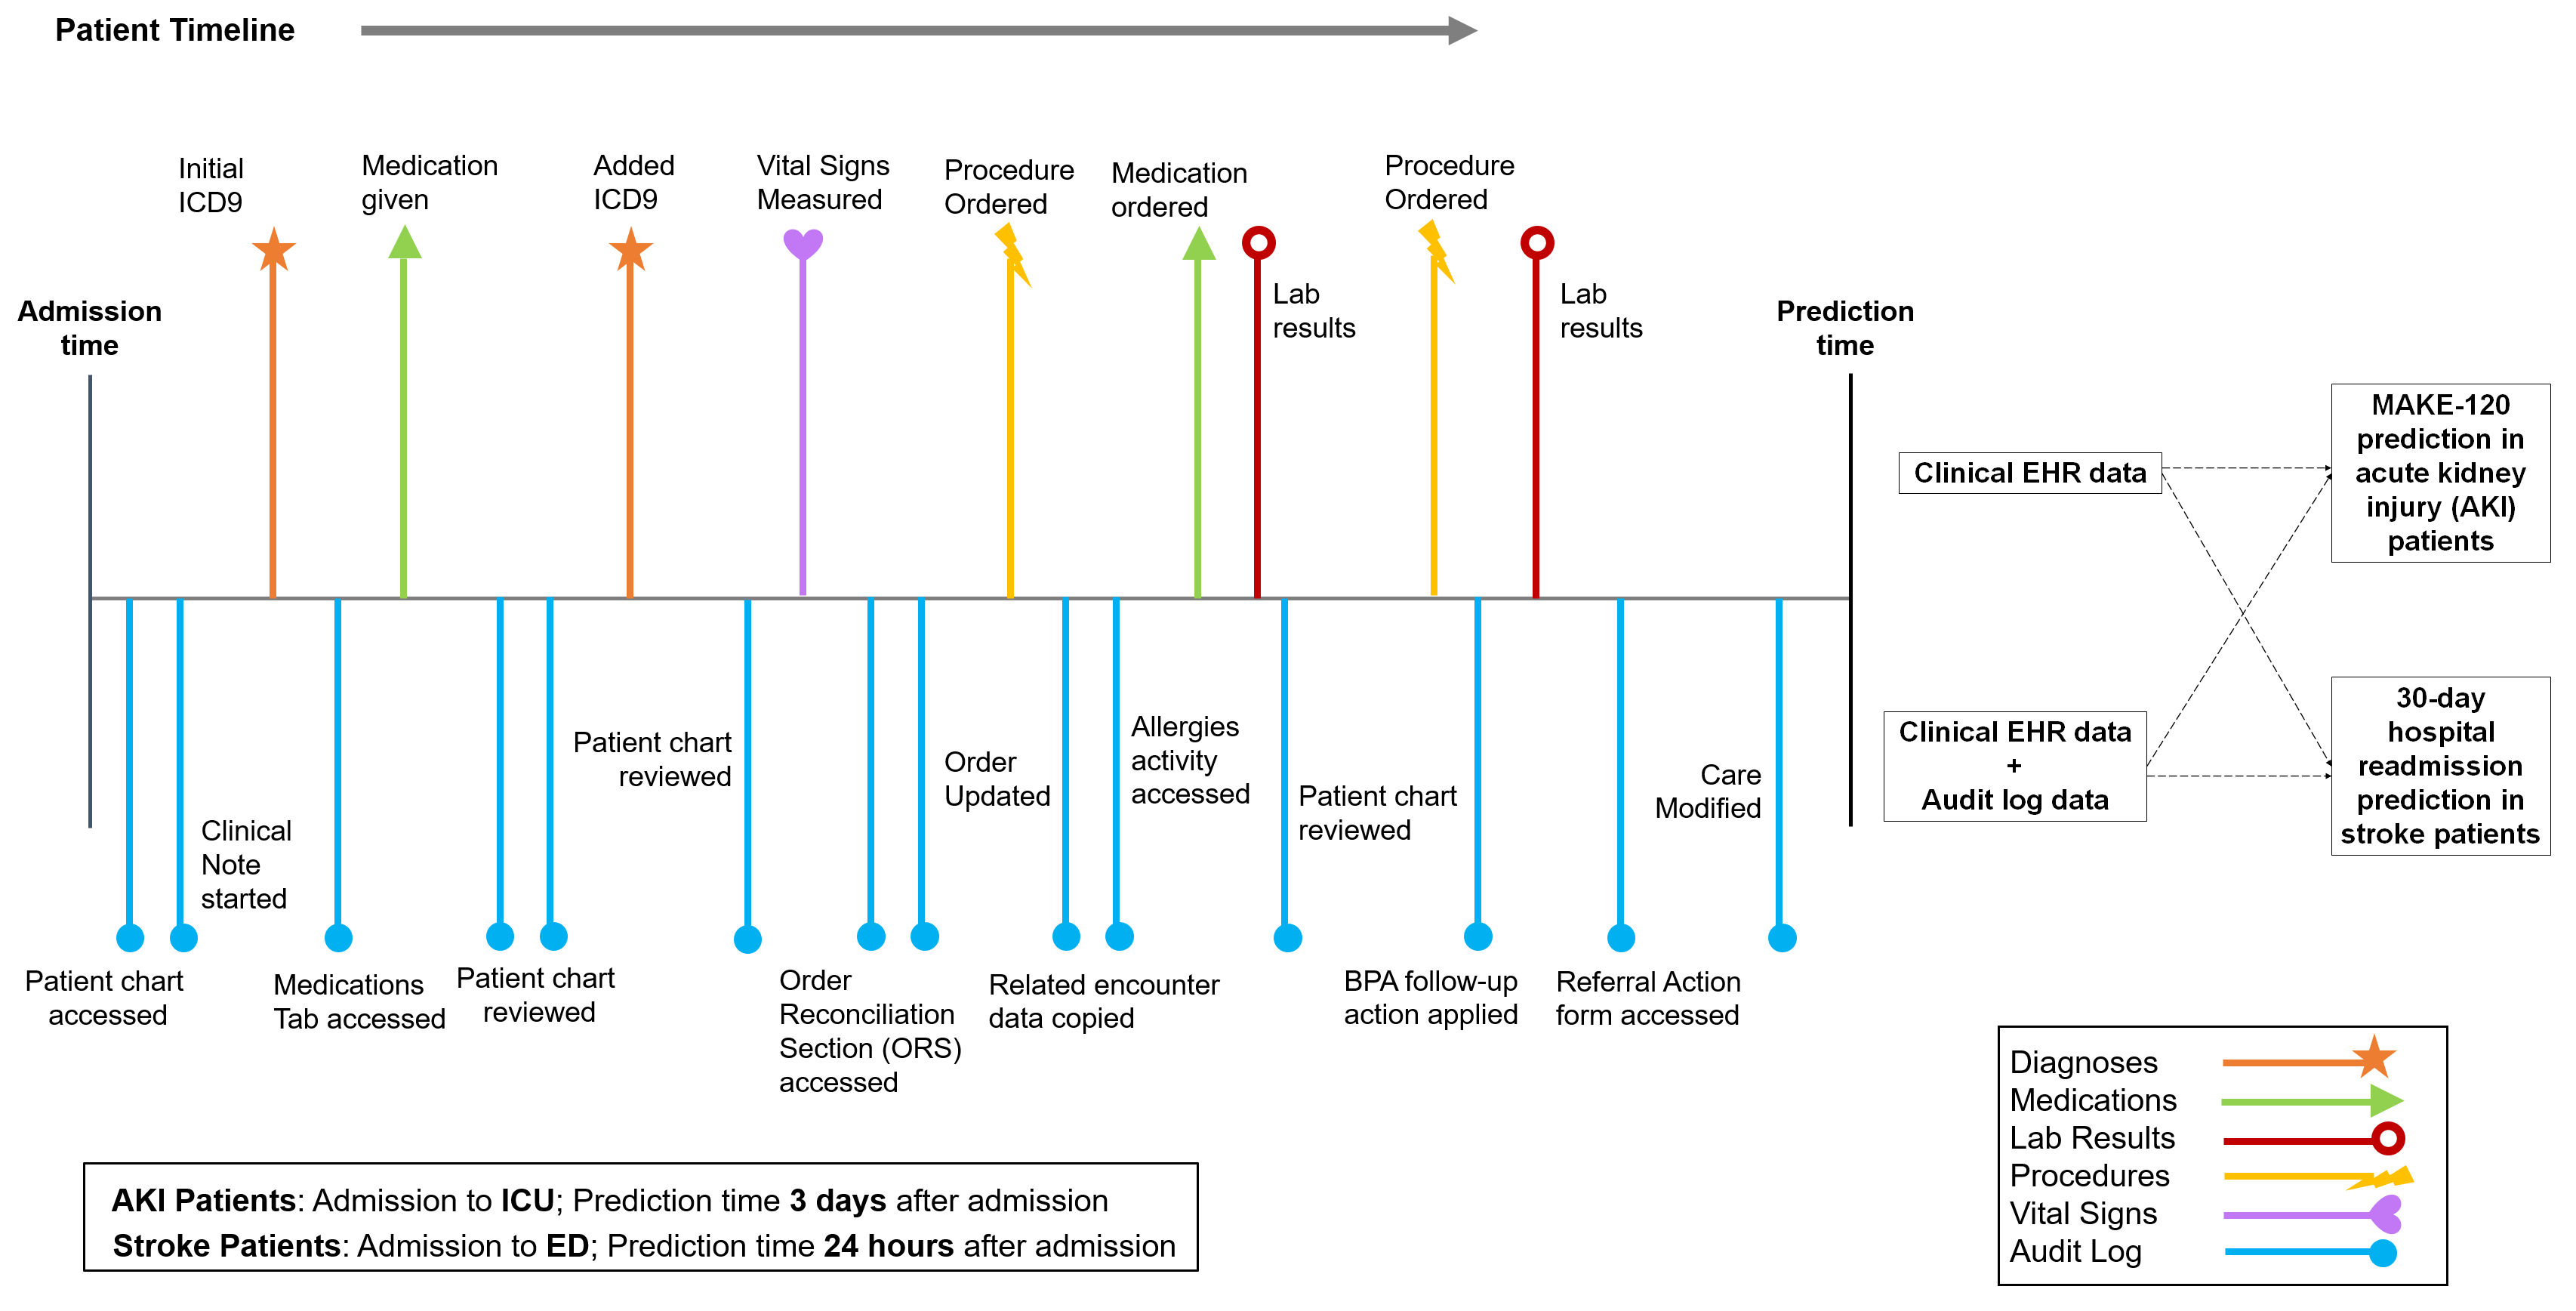 Patient Timeline
Initial
ICD9
Medication
given
Added
ICD9
Vital Signs
Measured
Procedure
Ordered
Medication
ordered
Procedure
Ordered
Lab
results
Lab
results
Admission
time
Prediction
time
MAKE-120
prediction in
acute kidney
injury (AKI)
patients
Clinical EHR data
Clinical EHR data
+
Audit log data
30-day
hospital
readmission
prediction in
stroke patients
Patient chart
accessed
Clinical
Note
started
Medications
Tab accessed
Patient chart
reviewed
Patient chart
reviewed
Order
Reconciliation
Section (ORS)
accessed
Order
Updated
Related encounter
data copied
Allergies
activity
accessed
Patient chart
reviewed
BPA follow-up
action applied
Referral Action
form accessed
Care
Modified
AKI Patients: Admission to ICU; Prediction time 3 days after admission
Stroke Patients: Admission to ED; Prediction time 24 hours after admission
Diagnoses
Medications
Lab Results
Procedures
Vital Signs
Audit Log